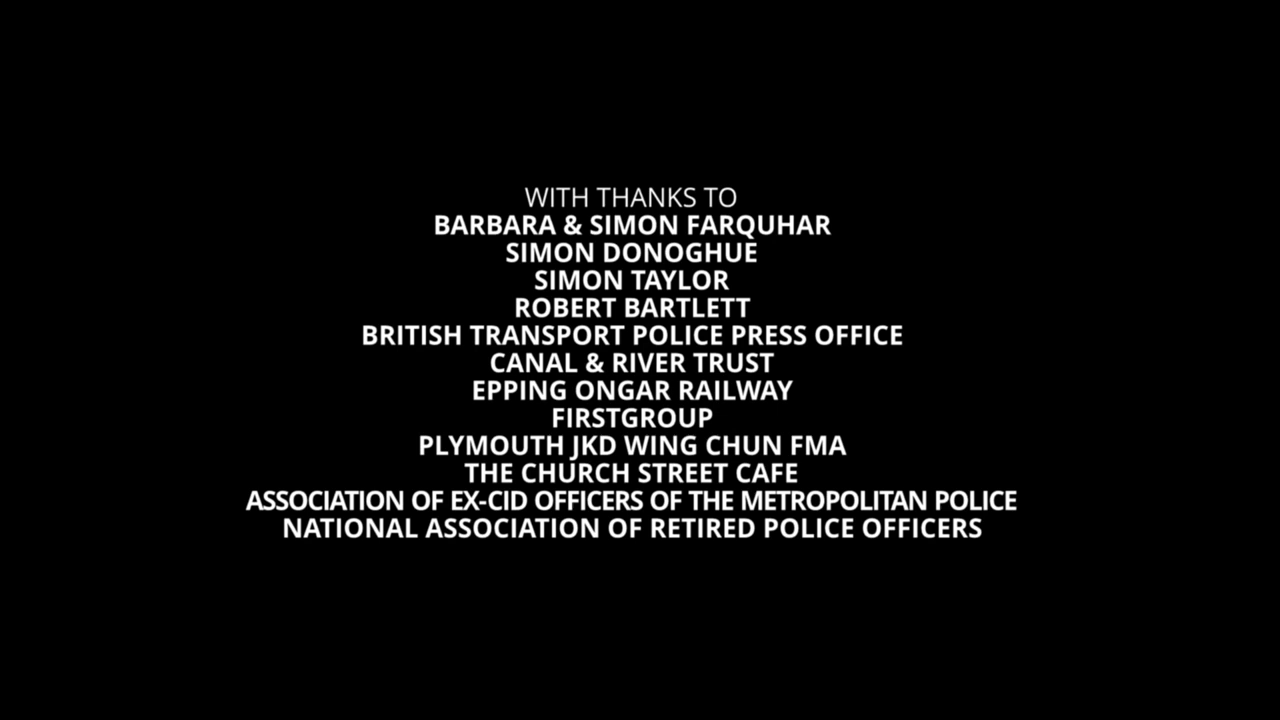 WITH THANKS TO
BARBARA & SIMON FARQUHAR
SIMON DONOGHUE
SIMON TAYLOR
ROBERT BARTLETT
BRITISH TRANSPORT POLICE PRESS OFFICE
CANAL & RIVER TRUST
EPPING ONGAR RAILWAY
FIRSTGROUP
PLYMOUTH JKD WING CHUN FMA
THE CHURCH STREET CAFE
ASSOCIATION OF EX-CID OFFICERS OF THE METROPOLITAN POLICE
NATIONAL ASSOCIATION OF RETIRED POLICE OFFICERS